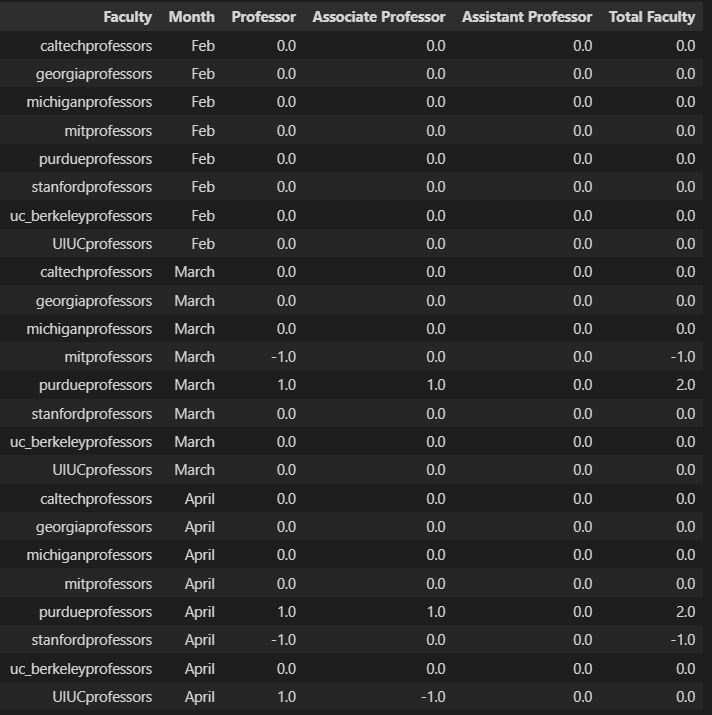 Faculty Month Professor Associate Professor Assistant Professor Total Faculty
caltechprofessors Feb 0.0 0.0 0.0 0.0
georgiaprofessors Feb 0.0 0.0 0.0 0.0
michiganprofessors Feb 0.0 0.0 0.0 0.0
mitprofessors Feb 0.0 0.0 0.0 0.0
purdueprofessors Feb 0.0 0.0 0.0 0.0
stanfordprofessors Feb 0.0 0.0 0.0 0.0
uc_berkeleyprofessors Feb 0.0 0.0 0.0 0.0
UIUCprofessors Feb 0.0 0.0 0.0 0.0
caltechprofessors March 0.0 0.0 0.0 0.0
georgiaprofessors March 0.0 0.0 0.0 0.0
michiganprofessors March 0.0 0.0 0.0 0.0
mitprofessors March -1.0 0.0 0.0 -1.0
purdueprofessors March 1.0 1.0 0.0 2.0
stanfordprofessors March 0.0 0.0 0.0 0.0
uc_berkeleyprofessors March 0.0 0.0 0.0 0.0
UIUCprofessors March 0.0 0.0 0.0 0.0
caltechprofessors April 0.0 0.0 0.0 0.0
georgiaprofessors April 0.0 0.0 0.0 0.0
michiganprofessors April 0.0 0.0 0.0 0.0
mitprofessors April 0.0 0.0 0.0 0.0
purdueprofessors April 1.0 1.0 0.0 2.0
stanfordprofessors April -1.0 0.0 0.0 -1.0
uc_berkeleyprofessors April 0.0 0.0 0.0 0.0
UIUCprofessors April 1.0 -1.0 0.0 0.0